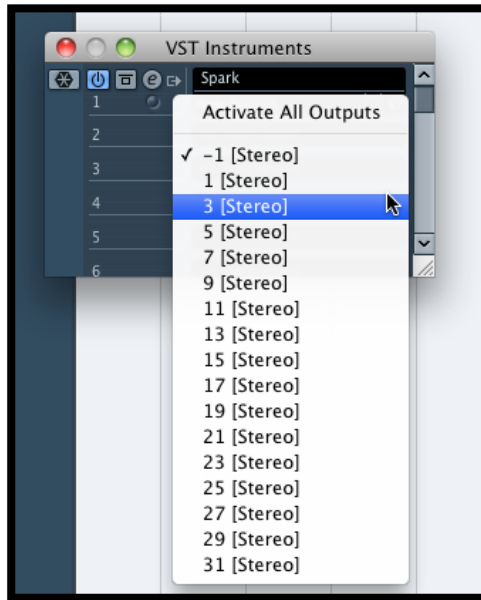 VST Instruments
e Spark
1
2
3
4
5
6
Activate All Outputs
✓ -1 [Stereo]
1 [Stereo]
3 [Stereo]
5 [Stereo]
7 [Stereo]
9 [Stereo]
11 [Stereo]
13 [Stereo]
15 [Stereo]
17 [Stereo]
19 [Stereo]
21 [Stereo]
23 [Stereo]
25 [Stereo]
27 [Stereo]
29 [Stereo]
31 [Stereo]